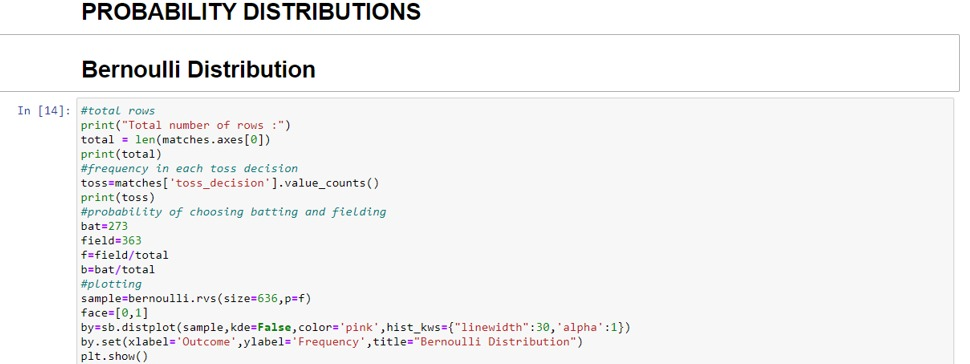 PROBABILITY DISTRIBUTIONS
Bernoulli Distribution
In [14]: #total rows
print("Total number of rows :")
total = len(matches.axes[0])
print(total)
#frequency in each toss decision
toss=matches['toss_decision'].value_counts()
print(toss)
#probability of choosing batting and fielding
bat=273
field=363
f=field/total
b=bat/total
#plotting
sample=bernoulli.rvs(size=636,p=f)
face=[0,1]
by=sb.distplot(sample,kde=False,color='pink',hist_kws={"linewidth":30,'alpha':1})
by.set(xlabel='Outcome',ylabel='Frequency',title="Bernoulli Distribution")
plt.show()